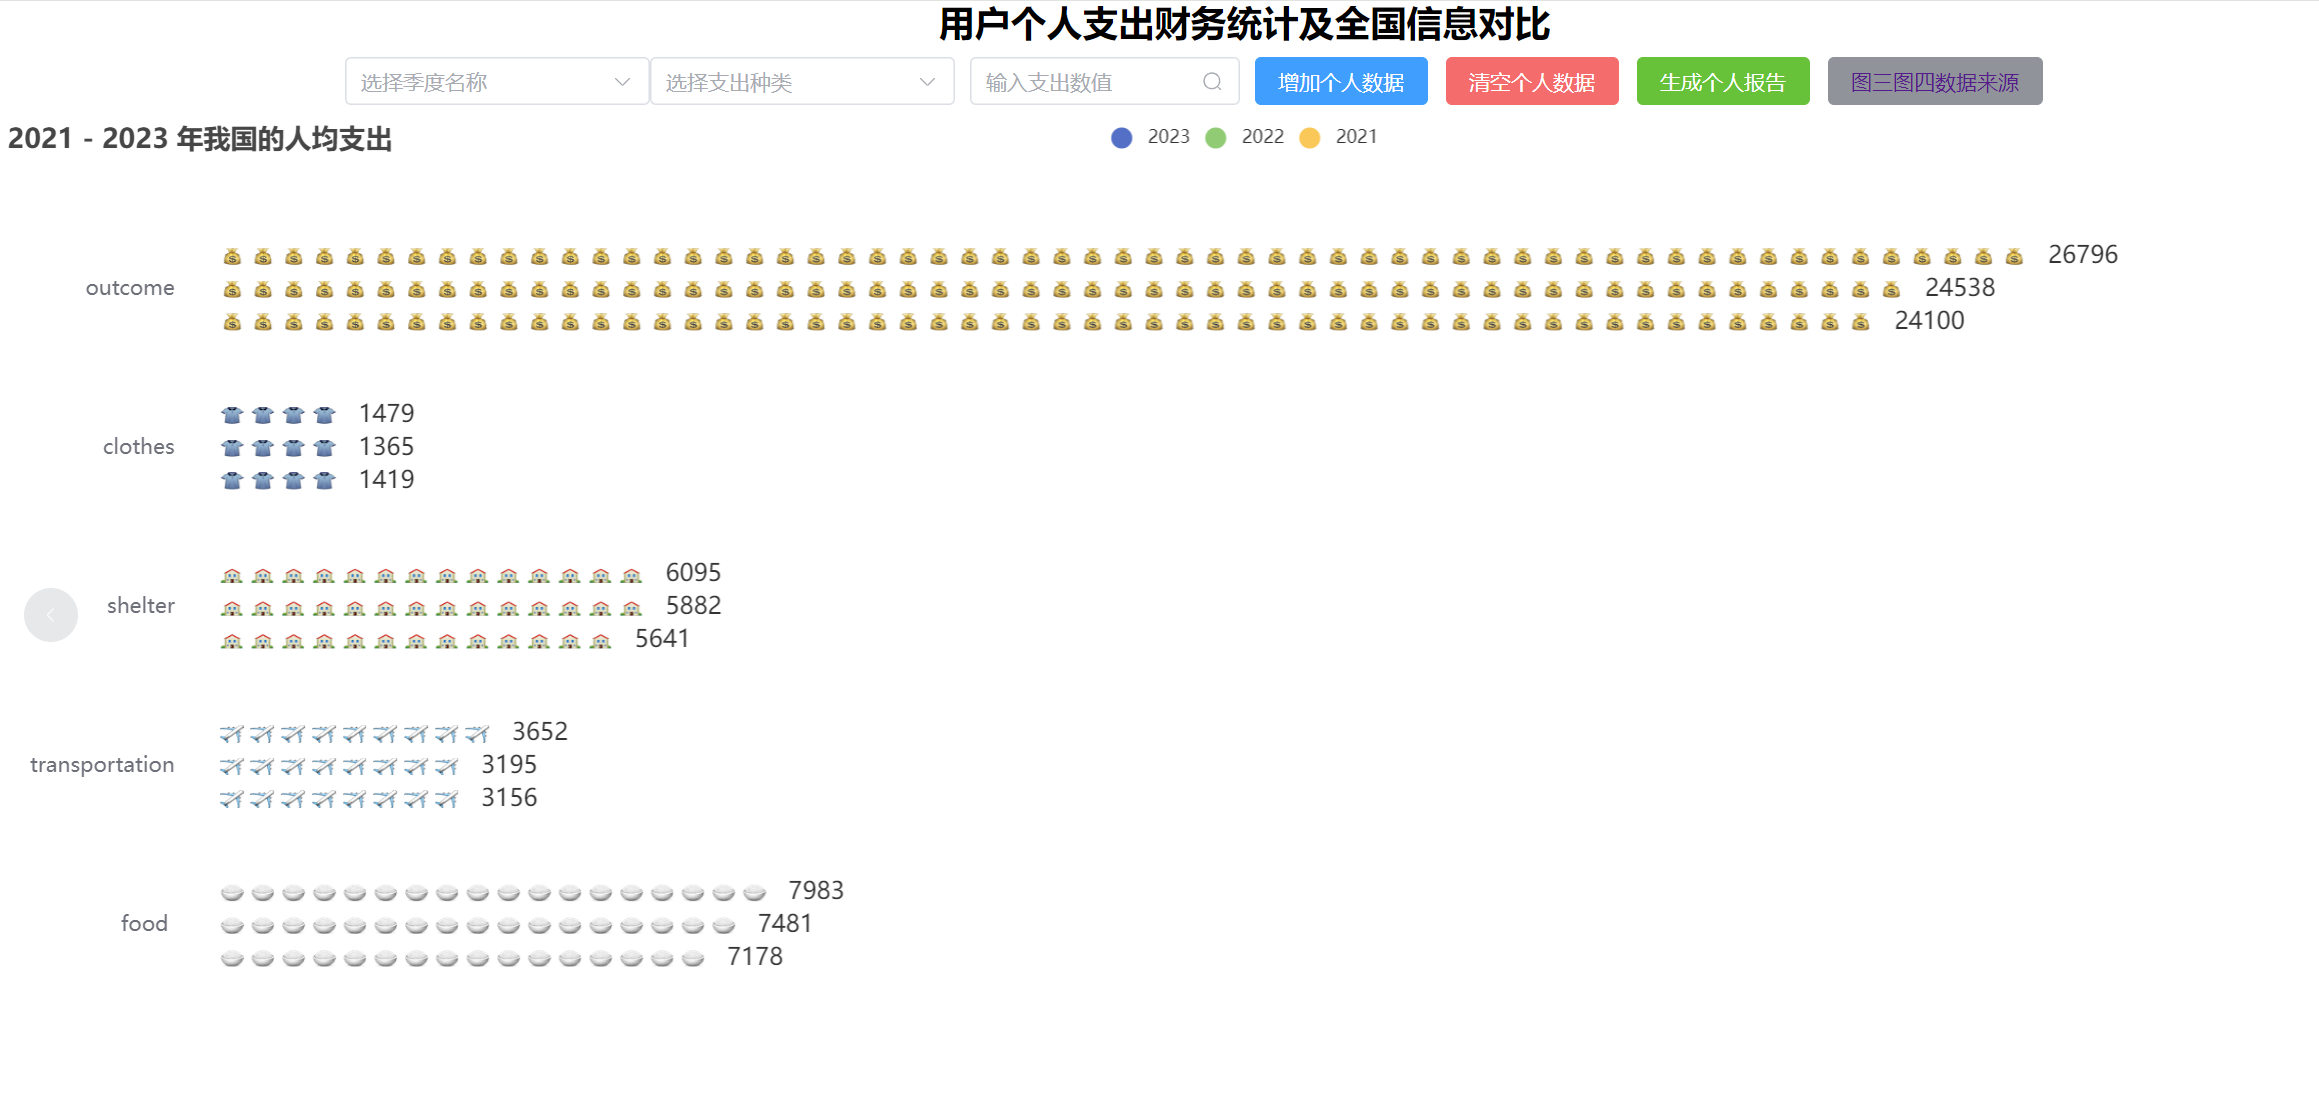 用户个人支出财务统计及全国信息对比
选择季度名称 选择支出种类 输入支出数值 增加个人数据 清空个人数据 生成个人报告 图三图四数据来源
2021 - 2023 年我国的人均支出 2023 2022 2021
26796
outcome 24538
24100
1479
clothes 1365
1419
6095
shelter 5882
5641
3652
transportation 3195
3156
7983
food 7481
7178